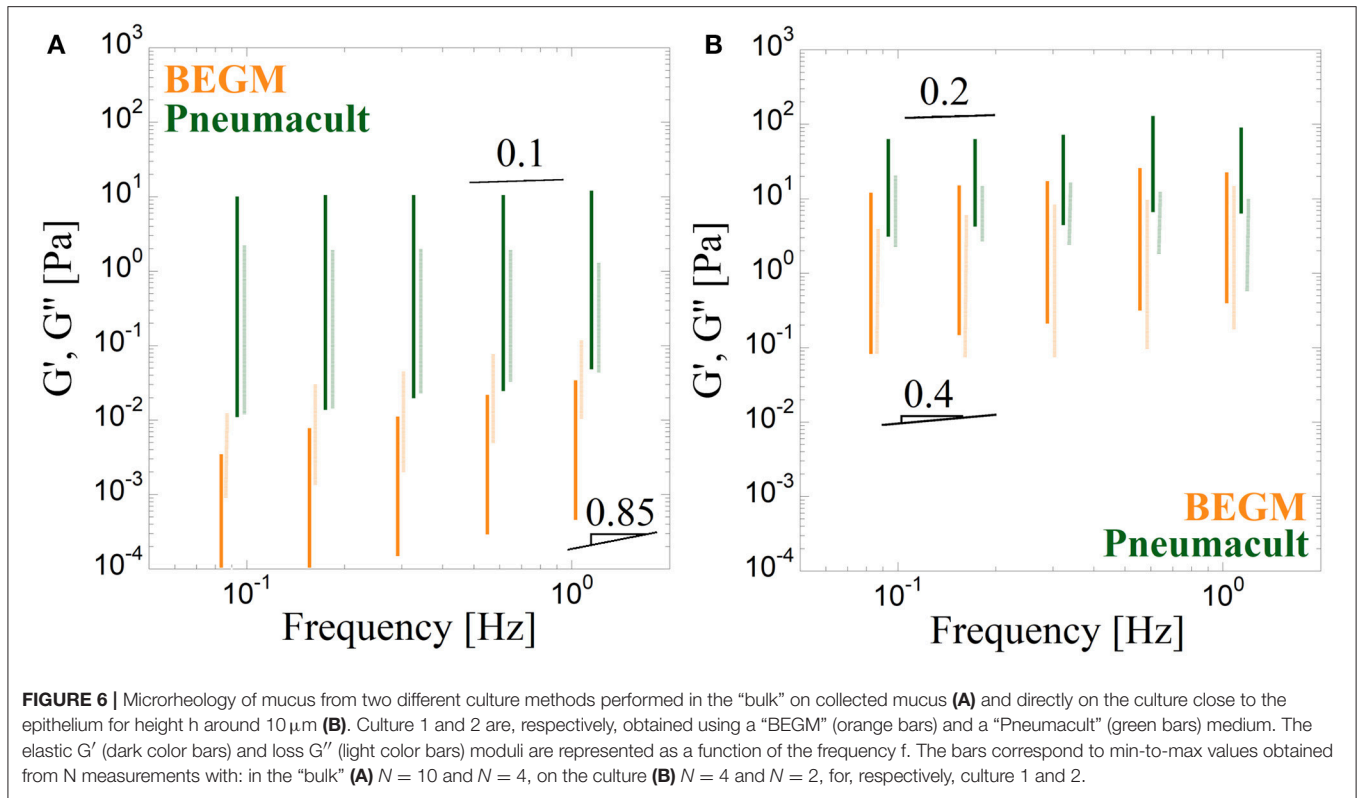 A
BEGM
Pneumacult
10³
10²
10¹
10⁰
10⁻¹
10⁻²
10⁻³
10⁻⁴
G', G'' [Pa]
0.1
0.85
10⁻¹
10⁰
Frequency [Hz]
B
10³
10²
10¹
10⁰
10⁻¹
10⁻²
10⁻³
10⁻⁴
G', G'' [Pa]
0.2
0.4
BEGM
Pneumacult
10⁻¹
10⁰
Frequency [Hz]
FIGURE 6 | Microrheology of mucus from two different culture methods performed in the “bulk” on collected mucus (A) and directly on the culture close to the
epithelium for height h around 10 μm (B). Culture 1 and 2 are, respectively, obtained using a “BEGM” (orange bars) and a “Pneumacult” (green bars) medium. The
elastic G′ (dark color bars) and loss G″ (light color bars) moduli are represented as a function of the frequency f. The bars correspond to min-to-max values obtained
from N measurements with: in the “bulk” (A) N = 10 and N = 4, on the culture (B) N = 4 and N = 2, for, respectively, culture 1 and 2.